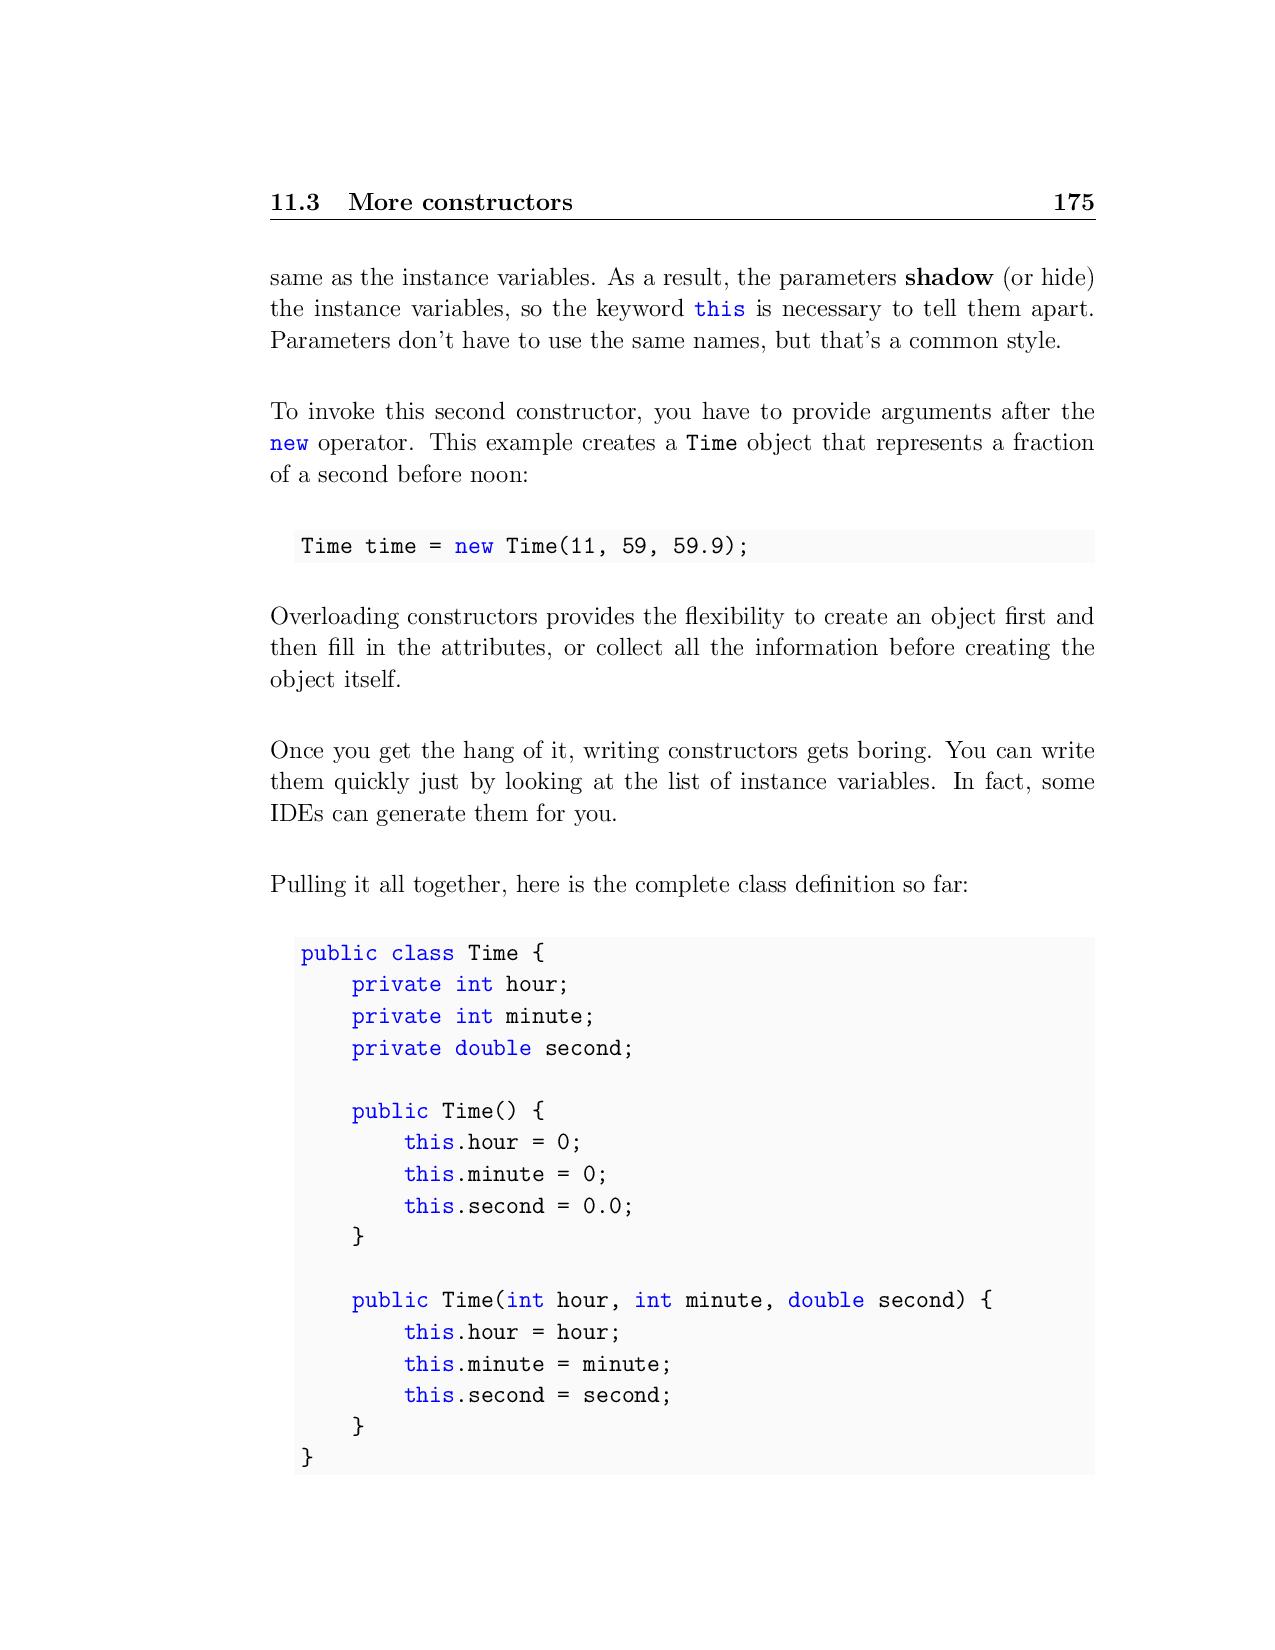 11.3 More constructors 175
same as the instance variables. As a result, the parameters shadow (or hide)
the instance variables, so the keyword this is necessary to tell them apart.
Parameters don't have to use the same names, but that's a common style.
To invoke this second constructor, you have to provide arguments after the
new operator. This example creates a Time object that represents a fraction
of a second before noon:
Time time = new Time(11, 59, 59.9);
Overloading constructors provides the flexibility to create an object first and
then fill in the attributes, or collect all the information before creating the
object itself.
Once you get the hang of it, writing constructors gets boring. You can write
them quickly just by looking at the list of instance variables. In fact, some
IDEs can generate them for you.
Pulling it all together, here is the complete class definition so far:
public class Time {
    private int hour;
    private int minute;
    private double second;
    public Time() {
        this.hour = 0;
        this.minute = 0;
        this.second = 0.0;
    }
    public Time(int hour, int minute, double second) {
        this.hour = hour;
        this.minute = minute;
        this.second = second;
    }
}